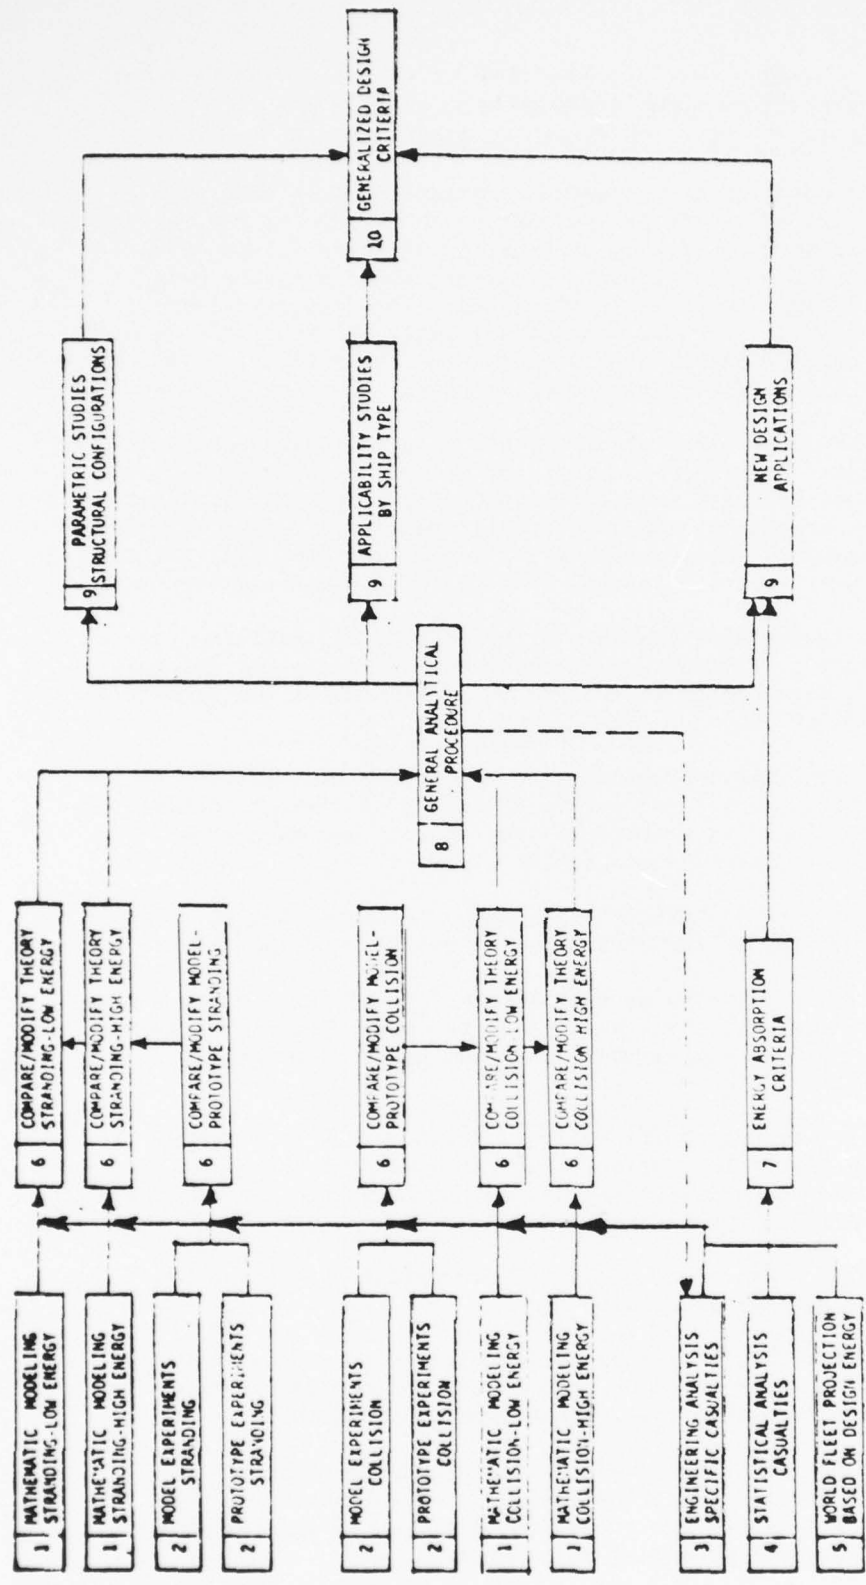 1 MATHEMATIC MODELING
STRANDING-LOW ENERGY
1 MATHEMATIC MODELING
STRANDING-HIGH ENERGY
2 MODEL EXPERIMENTS
STRANDING
2 PROTOTYPE EXPERIMENTS
STRANDING
2 MODEL EXPERIMENTS
COLLISION
2 PROTOTYPE EXPERIMENTS
COLLISION
1 MATHEMATIC MODELING
COLLISION-LOW ENERGY
1 MATHEMATIC MODELING
COLLISION-HIGH ENERGY
3 ENGINEERING ANALYSIS
SPECIFIC CASUALTIES
4 STATISTICAL ANALYSIS
CASUALTIES
5 WORLD FLEET PROJECTION
BASED ON DESIGN ENERGY
6 COMPARE/MODIFY THEORY
STRANDING-LOW ENERGY
6 COMPARE/MODIFY THEORY
STRANDING-HIGH ENERGY
6 COMPARE/MODIFY MODEL-
PROTOTYPE STRANDING
6 COMPARE/MODIFY MODEL-
PROTOTYPE COLLISION
6 COMPARE/MODIFY THEORY
COLLISION LOW ENERGY
6 COMPARE/MODIFY THEORY
COLLISION HIGH ENERGY
7 ENERGY ABSORPTION
CRITERIA
8 GENERAL ANALYTICAL
PROCEDURE
9 PARAMETRIC STUDIES
STRUCTURAL CONFIGURATIONS
9 APPLICABILITY STUDIES
BY SHIP TYPE
9 NEW DESIGN
APPLICATIONS
10 GENERALIZED DESIGN
CRITERIA